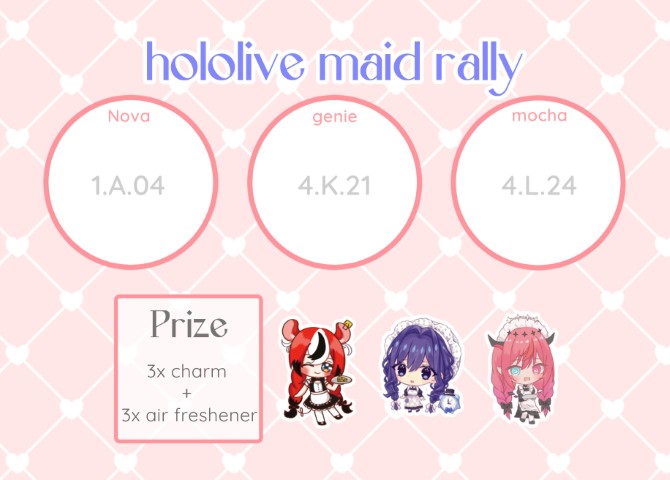 hololive maid rally
Nova
genie
mocha
1.A.04
4.K.21
4.L.24
Prize
3x charm
+
3x air freshener